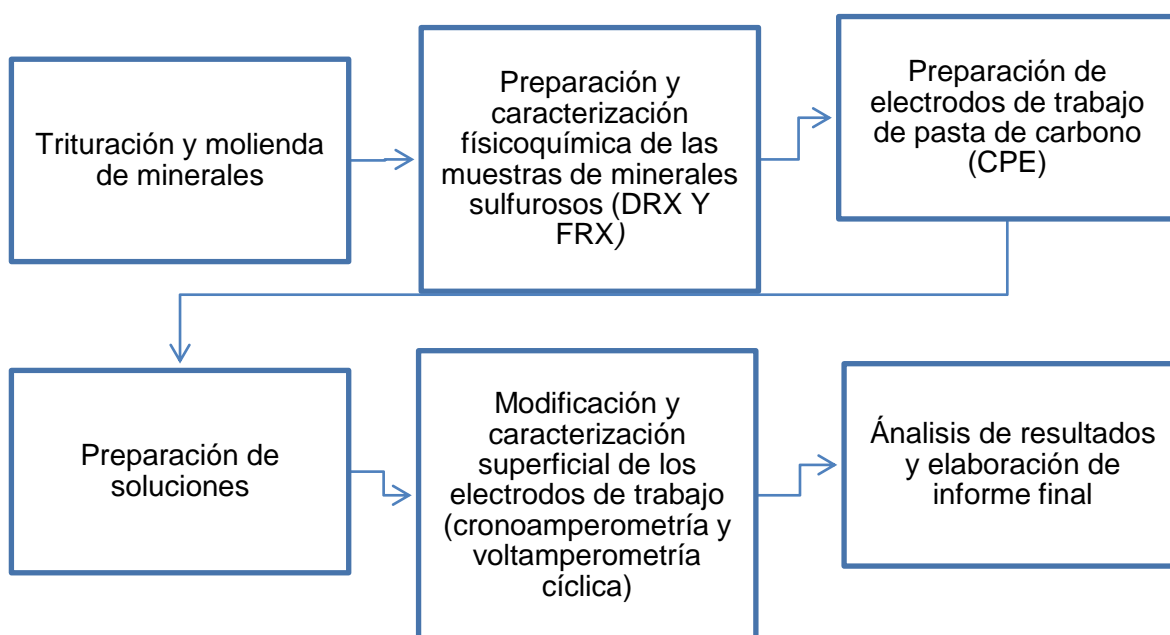 Trituración y molienda
de minerales
Preparación y
caracterización
físicoquímica de las
muestras de minerales
sulfurosos (DRX Y
FRX)
Preparación de
electrodos de trabajo
de pasta de carbono
(CPE)
Preparación de
soluciones
Modificación y
caracterización
superficial de los
electrodos de trabajo
(cronoamperometría y
voltamperometría
cíclica)
Ánalisis de resultados
y elaboración de
informe final